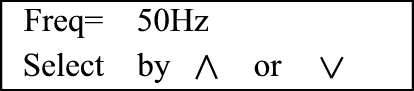 Freq= 50Hz
Select by ∧ or ∨